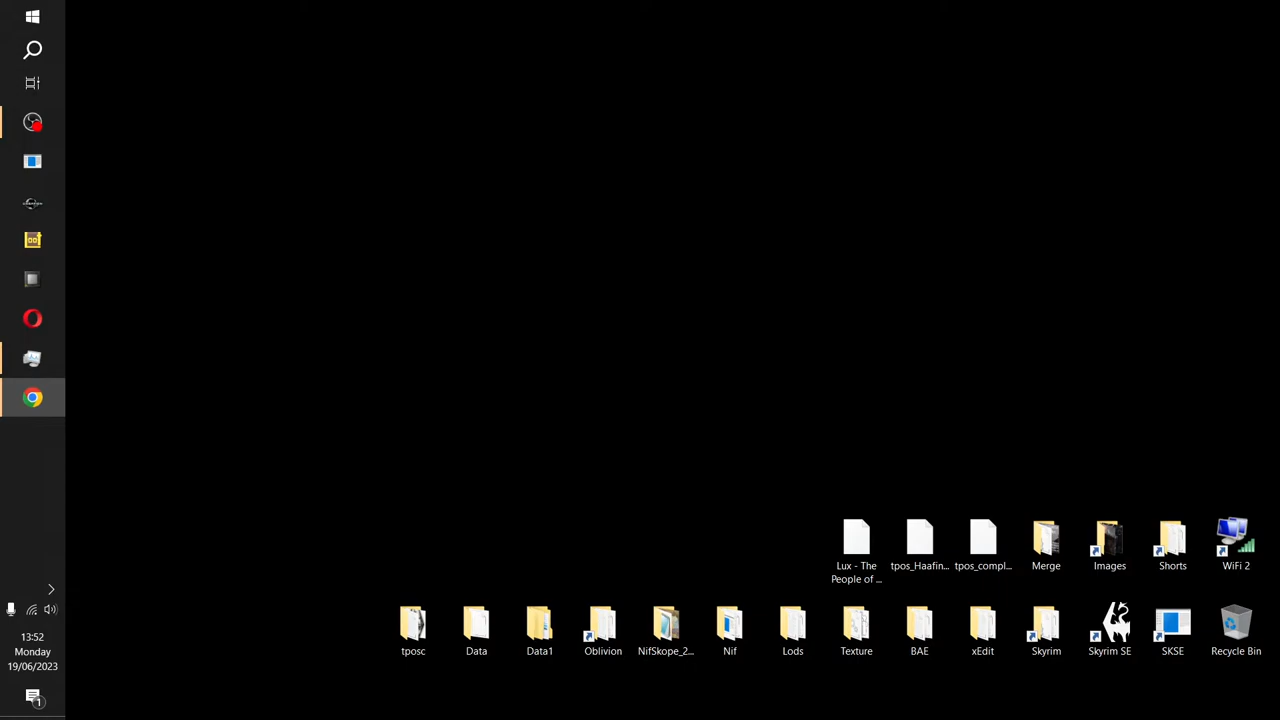 Lux - The
People of ...
tpos_Haafin...
tpos_compl...
Merge
Images
Shorts
WiFi 2
tposc
Data
Data1
Oblivion
NifSkope_2...
Nif
Lods
Texture
BAE
xEdit
Skyrim
Skyrim SE
SKSE
Recycle Bin
13:52
Monday
19/06/2023
1